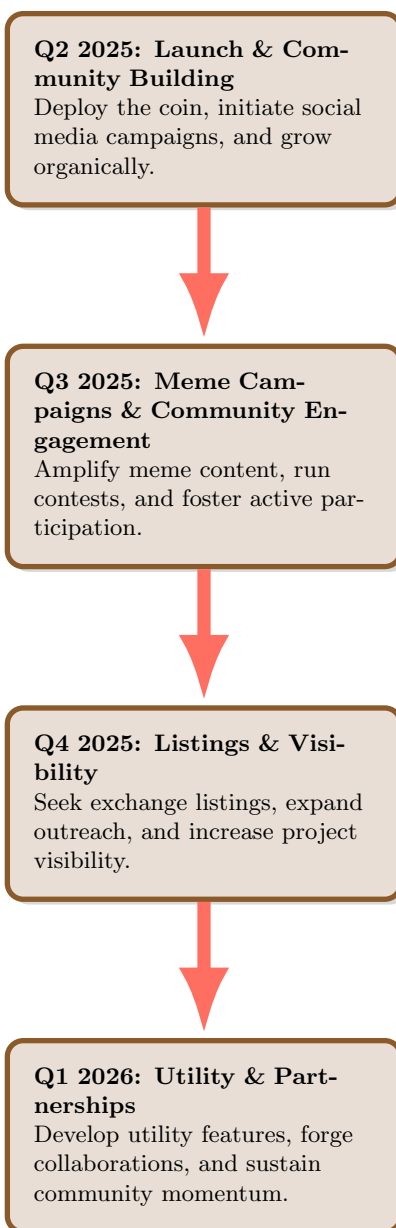 Q2 2025: Launch & Com-
munity Building
Deploy the coin, initiate social
media campaigns, and grow
organically.
Q3 2025: Meme Cam-
paigns & Community En-
gagement
Amplify meme content, run
contests, and foster active par-
ticipation.
Q4 2025: Listings & Visi-
bility
Seek exchange listings, expand
outreach, and increase project
visibility.
Q1 2026: Utility & Part-
nerships
Develop utility features, forge
collaborations, and sustain
community momentum.